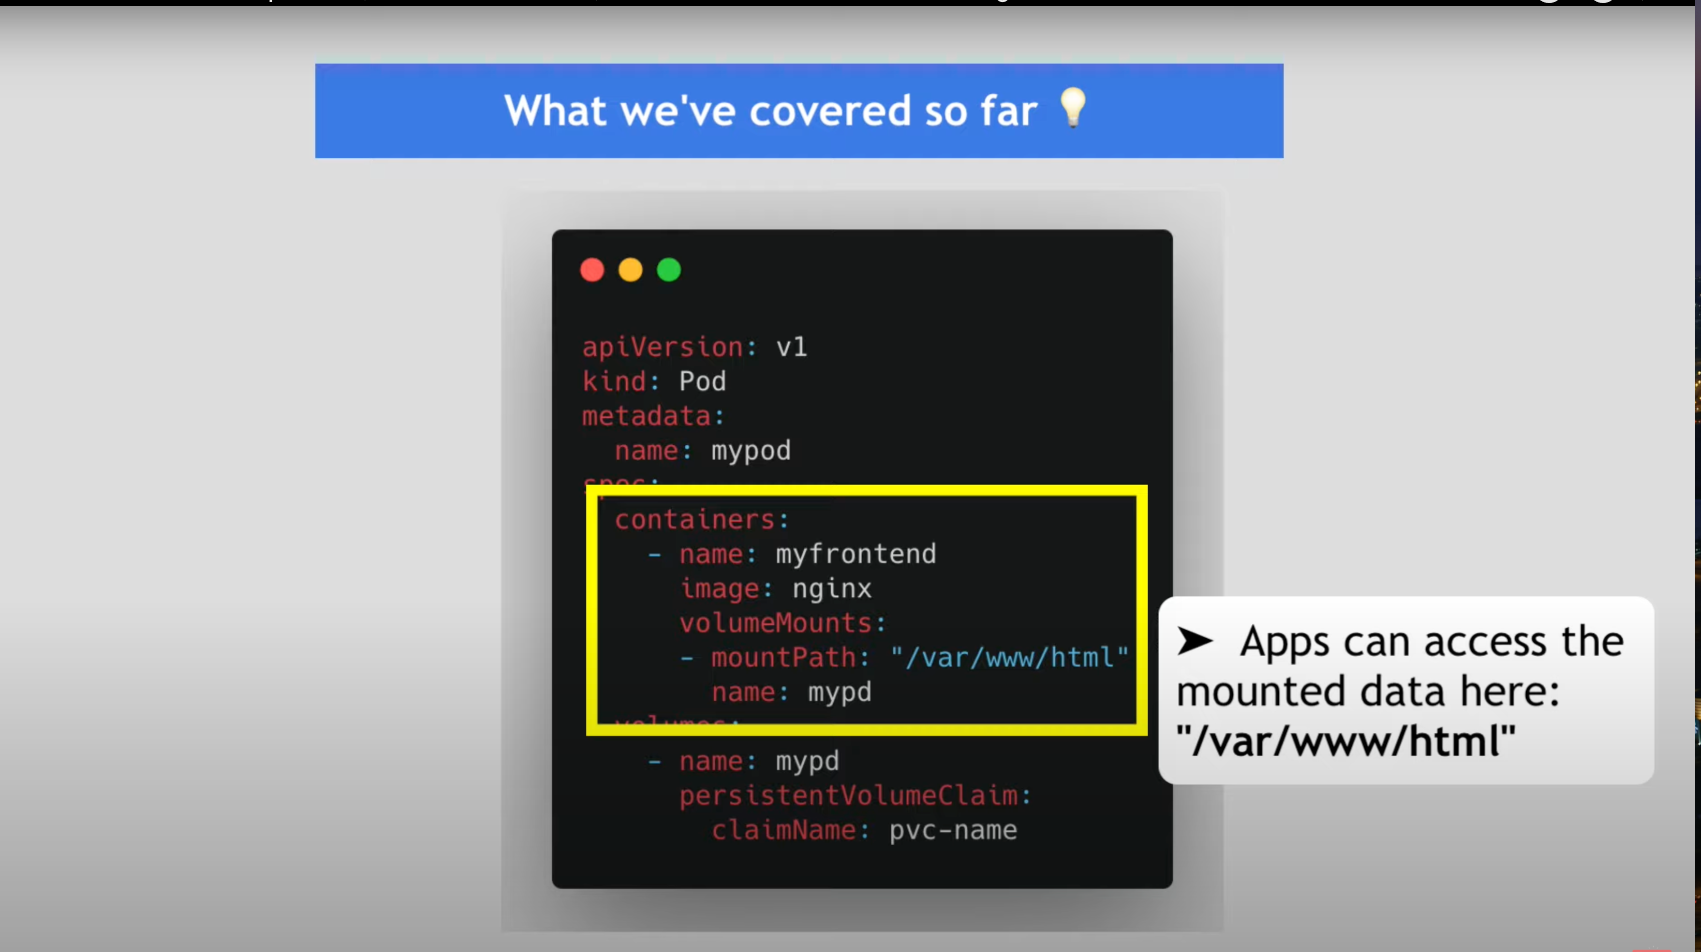 What we've covered so far 💡
apiVersion: v1
kind: Pod
metadata:
  name: mypod
spec:
  containers:
    - name: myfrontend
      image: nginx
      volumeMounts:
      - mountPath: "/var/www/html"
        name: mypd
  volumes:
    - name: mypd
      persistentVolumeClaim:
        claimName: pvc-name
➤ Apps can access the
mounted data here:
"/var/www/html"